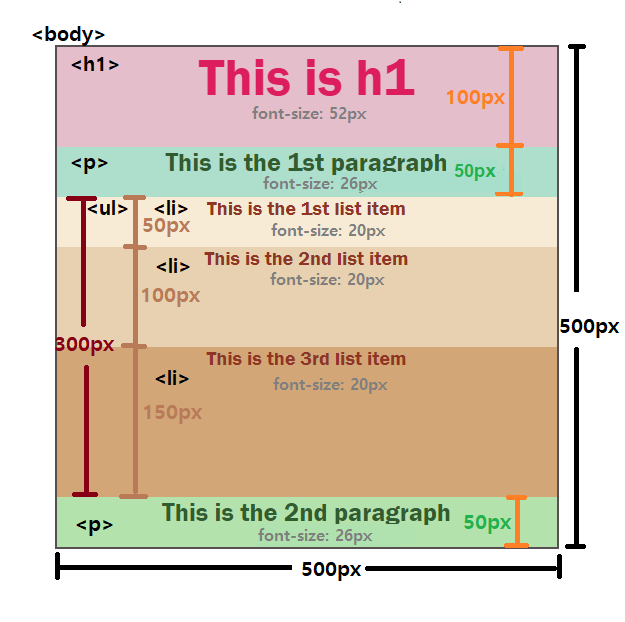 <body>
<h1>
This is h1
font-size: 52px
100px
<p>
This is the 1st paragraph
font-size: 26px
50px
<ul>
<li>
This is the 1st list item
50px
font-size: 20px
<li>
This is the 2nd list item
font-size: 20px
100px
500px
300px
This is the 3rd list item
<li>
font-size: 20px
150px
<p>
This is the 2nd paragraph
font-size: 26px
50px
500px